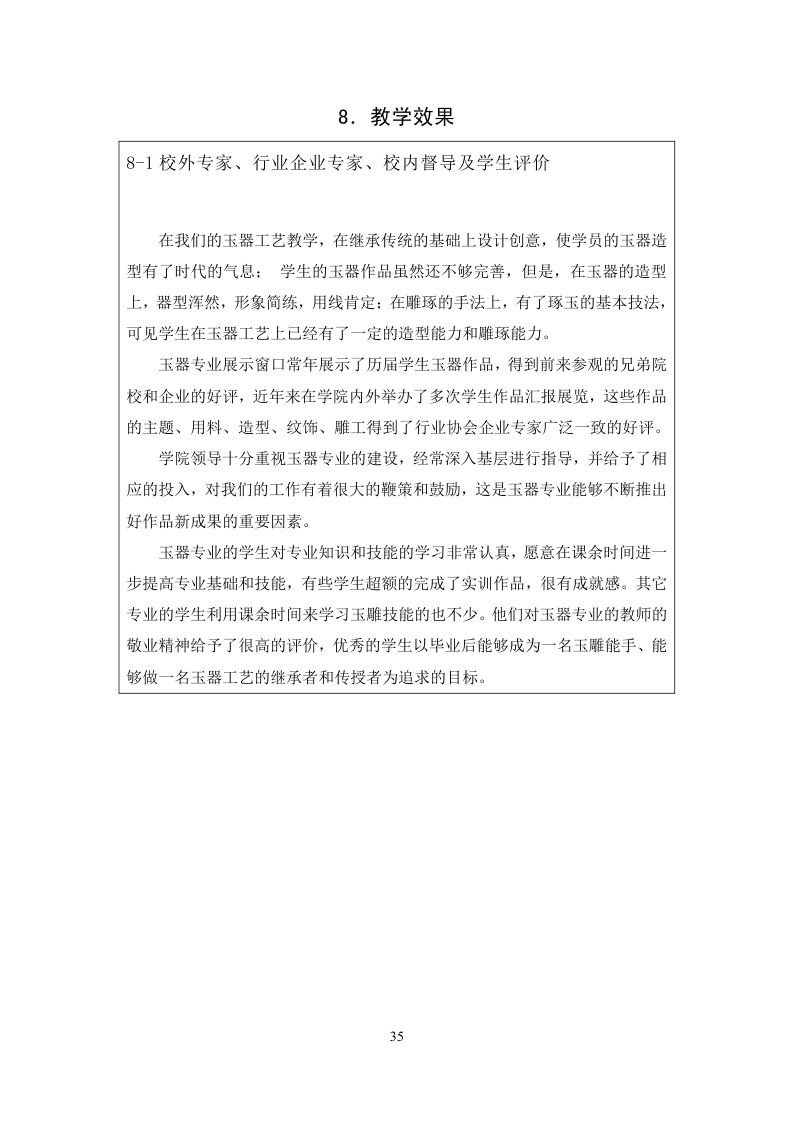 8. 教学效果
8-1 校外专家、行业企业专家、校内督导及学生评价
在我们的玉器工艺教学，在继承传统的基础上设计创意，使学员的玉器造
型有了时代的气息； 学生的玉器作品虽然还不够完善，但是，在玉器的造型
上，器型浑然，形象简练，用线肯定；在雕琢的手法上，有了琢玉的基本技法，
可见学生在玉器工艺上已经有了一定的造型能力和雕琢能力。
玉器专业展示窗口常年展示了历届学生玉器作品，得到前来参观的兄弟院
校和企业的好评，近年来在学院内外举办了多次学生作品汇报展览，这些作品
的主题、用料、造型、纹饰、雕工得到了行业协会企业专家广泛一致的好评。
学院领导十分重视玉器专业的建设，经常深入基层进行指导，并给予了相
应的投入，对我们的工作有着很大的鞭策和鼓励，这是玉器专业能够不断推出
好作品新成果的重要因素。
玉器专业的学生对专业知识和技能的学习非常认真，愿意在课余时间进一
步提高专业基础和技能，有些学生超额的完成了实训作品，很有成就感。其它
专业的学生利用课余时间来学习玉雕技能的也不少。他们对玉器专业的教师的
敬业精神给予了很高的评价，优秀的学生以毕业后能够成为一名玉雕能手、能
够做一名玉器工艺的继承者和传授者为追求的目标。
35